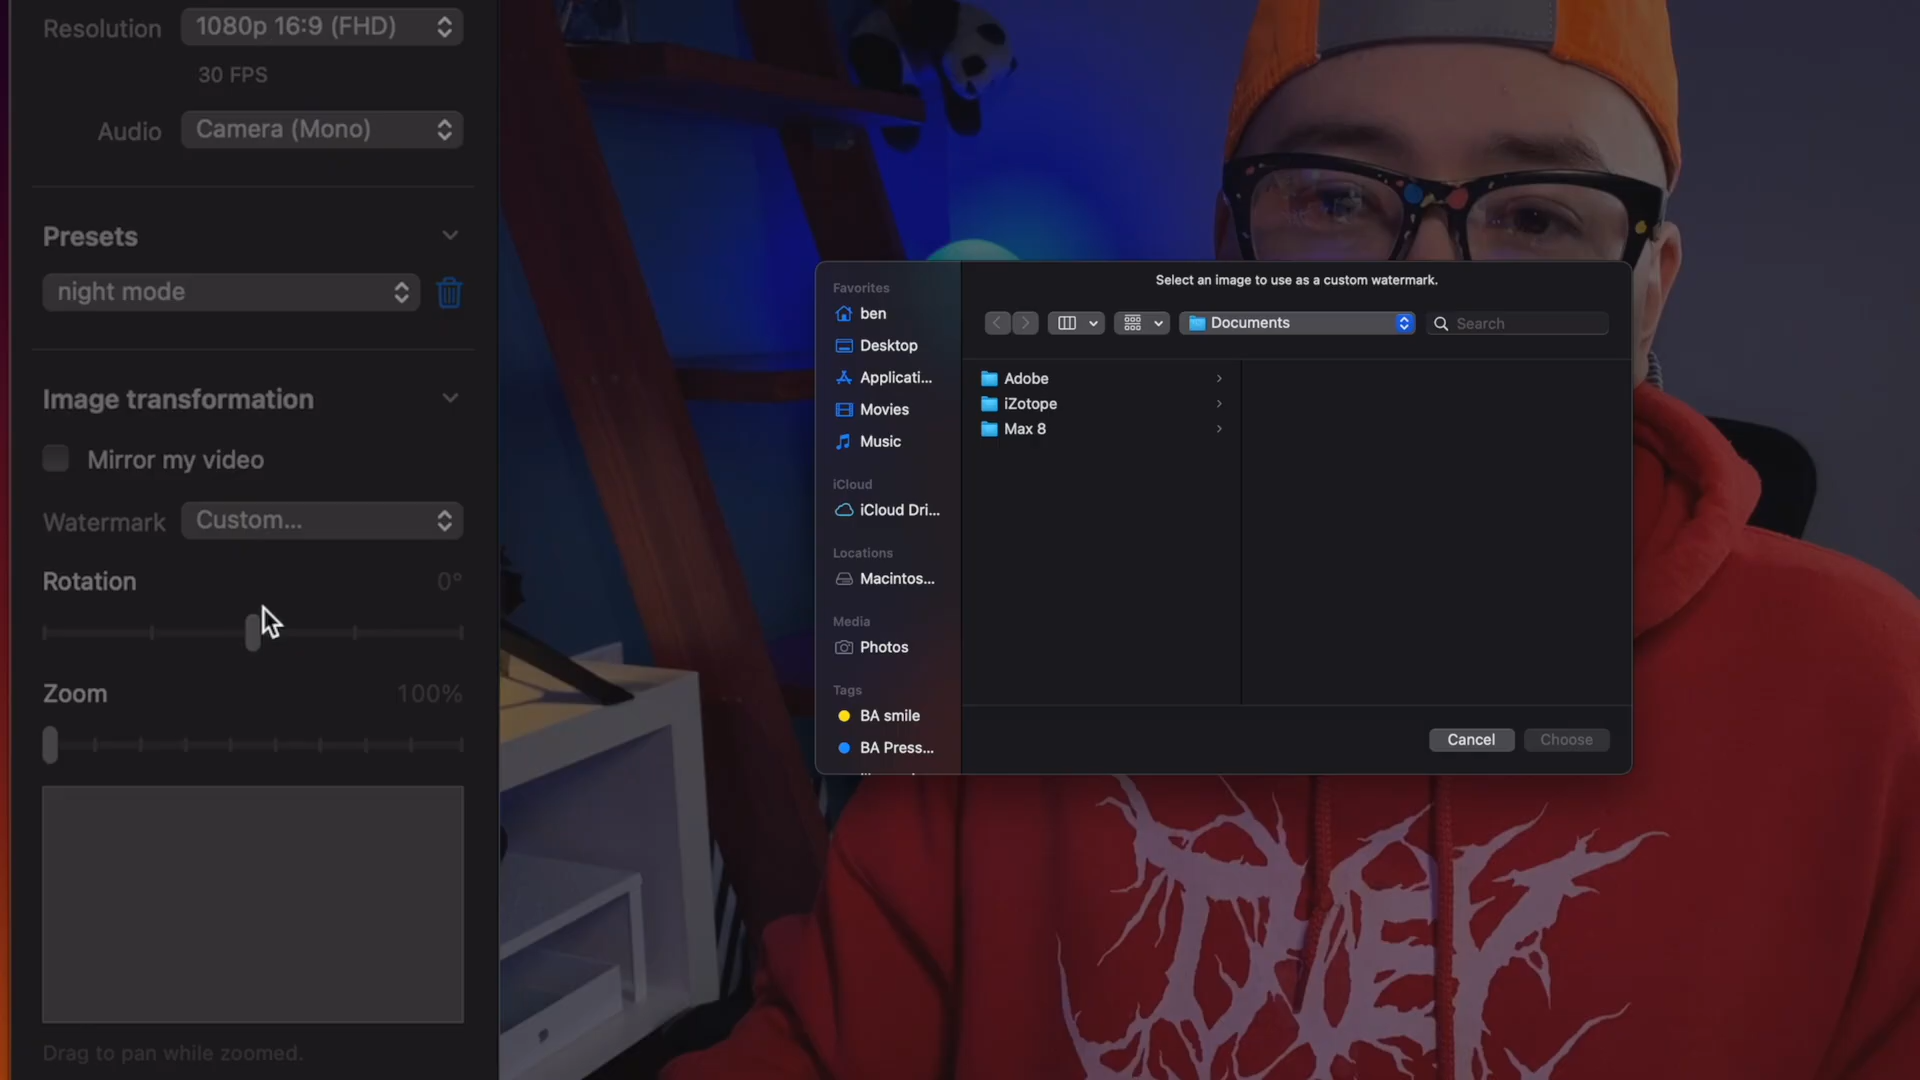 Resolution 1080p 16:9 (FHD)
30 FPS
Audio Camera (Mono)
Presets
night mode
Image transformation
Mirror my video
Watermark Custom...
Rotation 0°
Zoom 100%
Drag to pan while zoomed.
Select an image to use as a custom watermark.
Documents
Search
Favorites
ben
Desktop
Applicati...
Movies
Music
iCloud
iCloud Dri...
Locations
Macintos...
Media
Photos
Tags
BA smile
BA Press...
Adobe
iZotope
Max 8
Cancel Choose